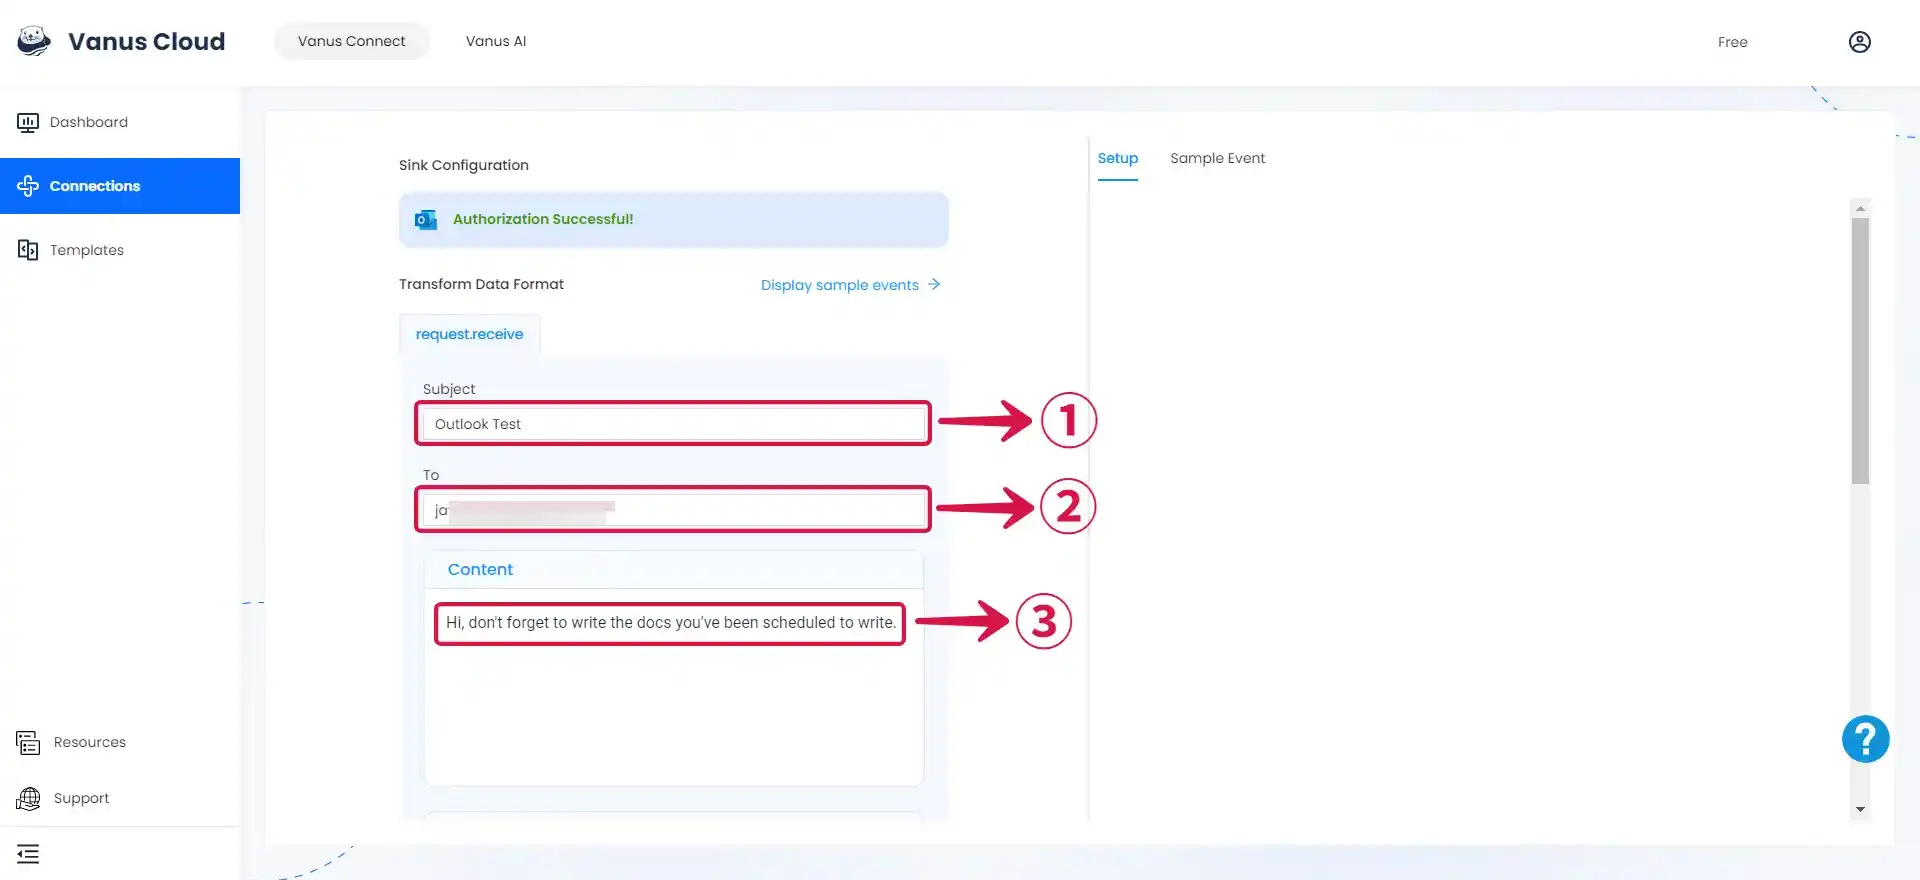 Vanus Cloud
Vanus Connect
Vanus AI
Free
Dashboard
Connections
Templates
Resources
Support
Sink Configuration
Authorization Successful!
Transform Data Format
Display sample events →
request.receive
Subject
Outlook Test
To
Content
Hi, don't forget to write the docs you've been scheduled to write.
①
②
③
Setup
Sample Event
?